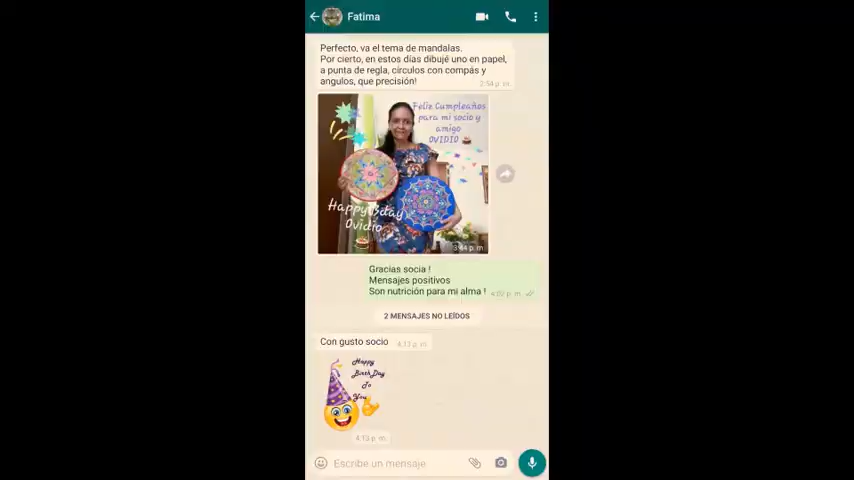 Fatima
Perfecto, va el tema de mandalas.
Por cierto, en estos días dibujé uno en papel,
a punta de regla, círculos con compás y
angulos, que precisión!
2:54 p. m.
Feliz Cumpleaños
para mi socio y
amigo
OVIDIO
Happy Bday
Ovidio
3:44 p. m.
Gracias socia !
Mensajes positivos
Son nutrición para mi alma !
4:02 p. m.
2 MENSAJES NO LEÍDOS
Con gusto socio
4:13 p. m.
Happy
BirthDay
To
You
4:13 p. m.
Escribe un mensaje